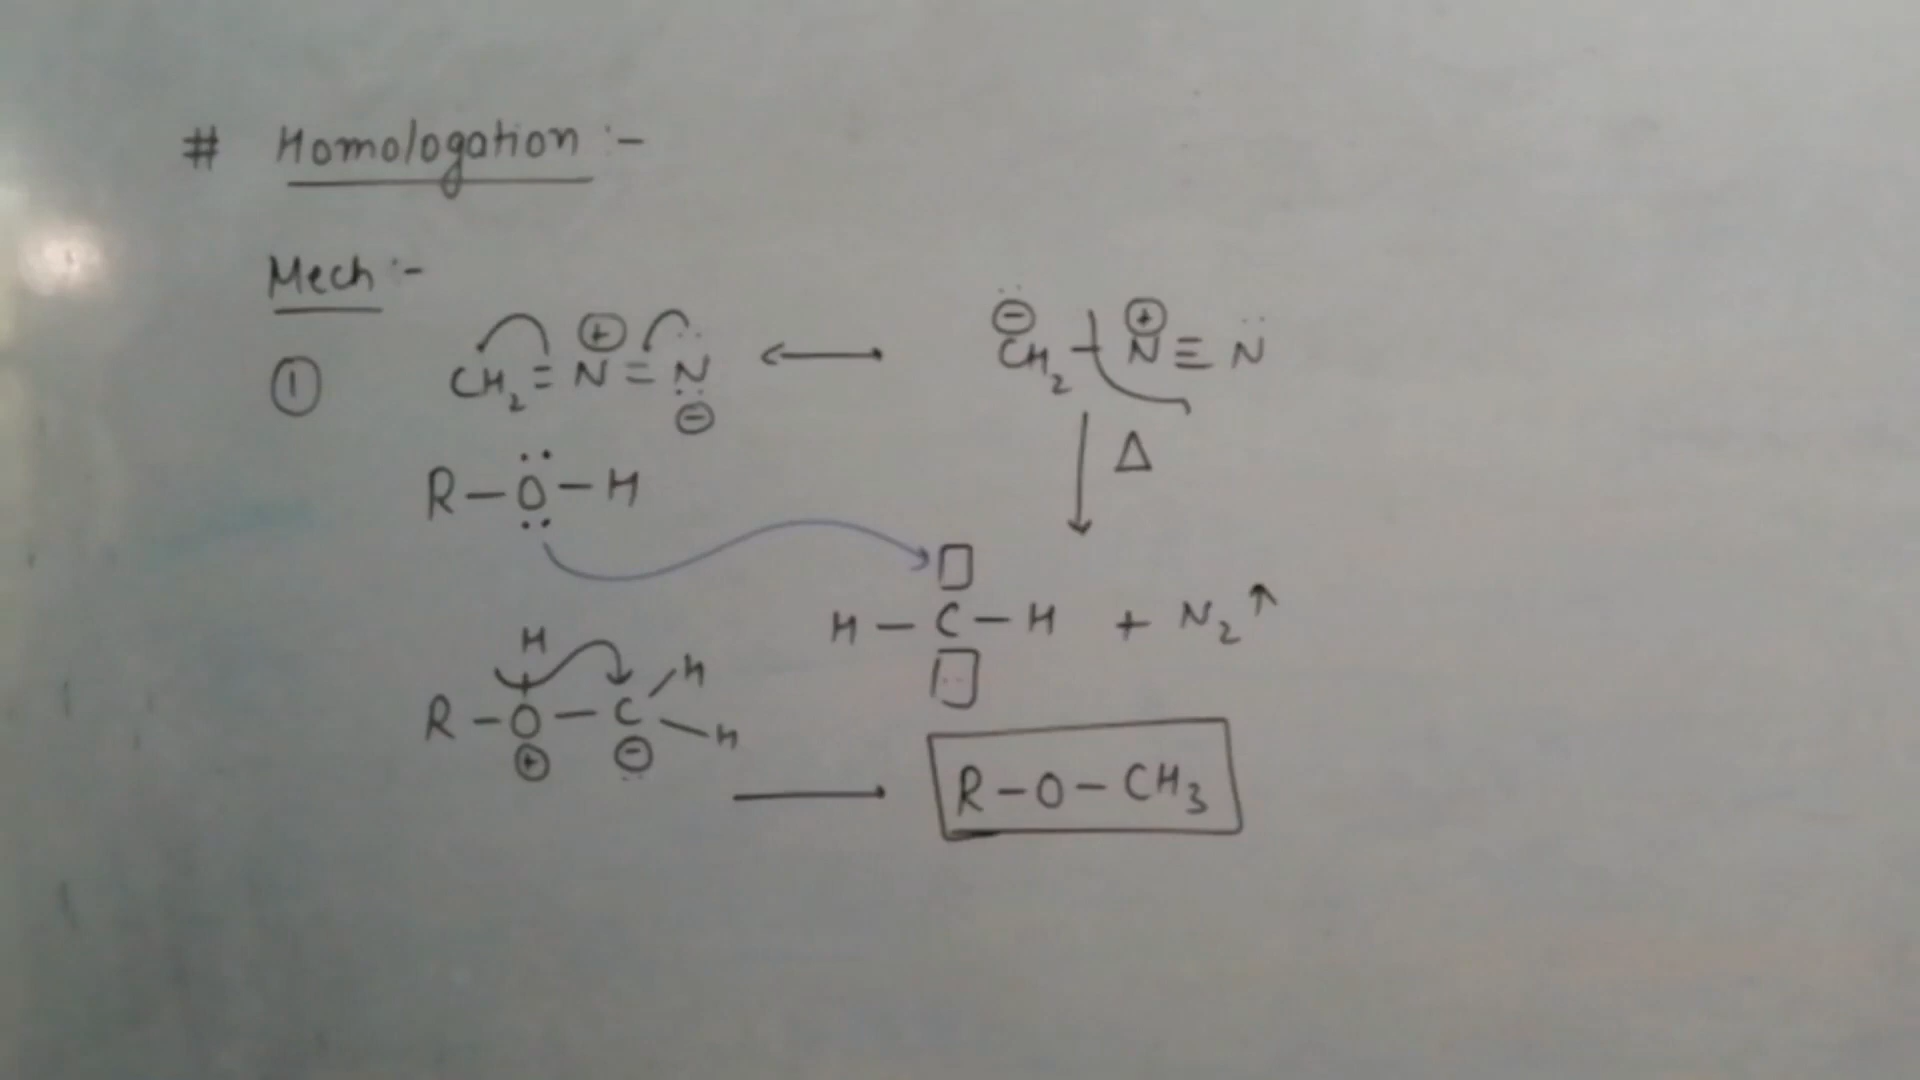 # Homologation :-
Mech :-
① CH₂ = N⊕ = N̈⊖ ⟷ ⊖CH₂ - N⊕ ≡ N̈
R - Ö - H
Δ
H - C - H + N₂ ↑
H
R - O⊕ - C⊖ H
H
⟶ R - O - CH₃